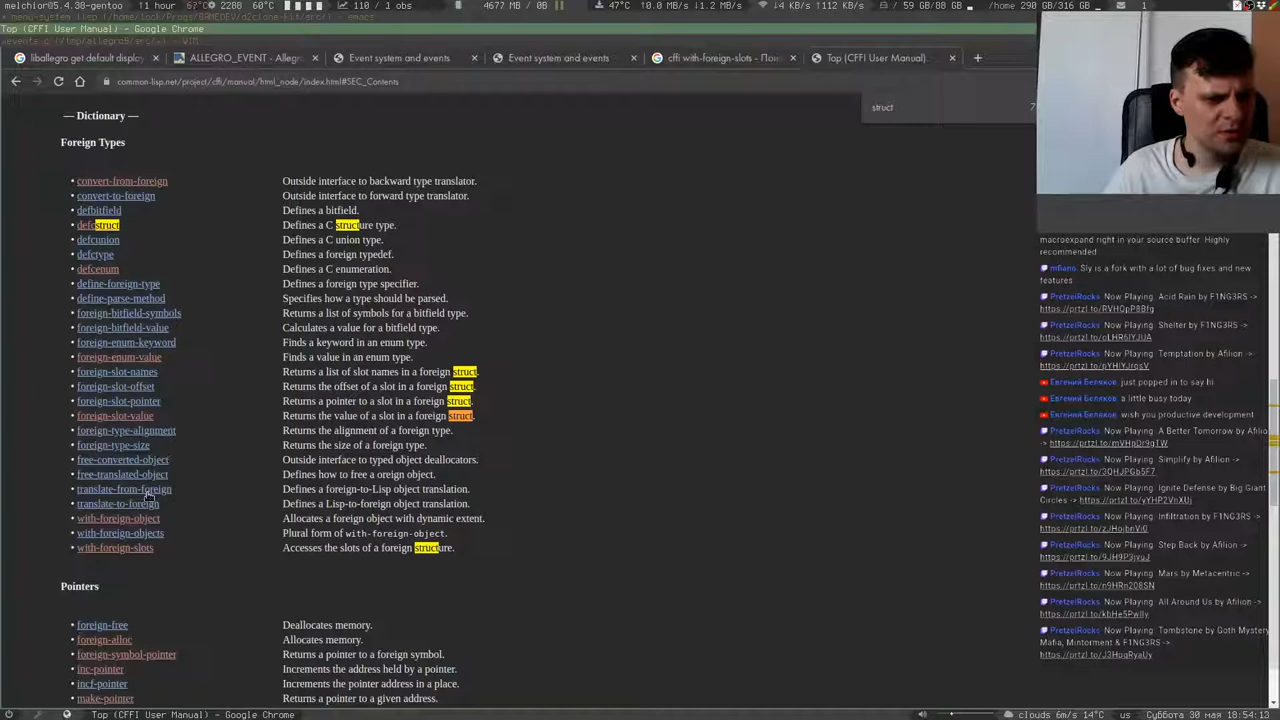 melchior@5.4.38-gentoo
Top (CFFI User Manual) - Google Chrome
liballegro get default display
ALLEGRO_EVENT - Allegro
Event system and events
Event system and events
cffi with-foreign-slots - Пои
Top (CFFI User Manual)
common-lisp.net/project/cffi/manual/html_node/index.html#SEC_Contents
struct
— Dictionary —
Foreign Types
• convert-from-foreign Outside interface to backward type translator.
• convert-to-foreign Outside interface to forward type translator.
• defbitfield Defines a bitfield.
• defcstruct Defines a C structure type.
• defcunion Defines a C union type.
• defctype Defines a foreign typedef.
• defcenum Defines a C enumeration.
• define-foreign-type Defines a foreign type specifier.
• define-parse-method Specifies how a type should be parsed.
• foreign-bitfield-symbols Returns a list of symbols for a bitfield type.
• foreign-bitfield-value Calculates a value for a bitfield type.
• foreign-enum-keyword Finds a keyword in an enum type.
• foreign-enum-value Finds a value in an enum type.
• foreign-slot-names Returns a list of slot names in a foreign struct.
• foreign-slot-offset Returns the offset of a slot in a foreign struct.
• foreign-slot-pointer Returns a pointer to a slot in a foreign struct.
• foreign-slot-value Returns the value of a slot in a foreign struct.
• foreign-type-alignment Returns the alignment of a foreign type.
• foreign-type-size Returns the size of a foreign type.
• free-converted-object Outside interface to typed object deallocators.
• free-translated-object Defines how to free a oreign object.
• translate-from-foreign Defines a foreign-to-Lisp object translation.
• translate-to-foreign Defines a Lisp-to-foreign object translation.
• with-foreign-object Allocates a foreign object with dynamic extent.
• with-foreign-objects Plural form of with-foreign-object.
• with-foreign-slots Accesses the slots of a foreign structure.
Pointers
• foreign-free Deallocates memory.
• foreign-alloc Allocates memory.
• foreign-symbol-pointer Returns a pointer to a foreign symbol.
• inc-pointer Increments the address held by a pointer.
• incf-pointer Increments the pointer address in a place.
• make-pointer Returns a pointer to a given address.
macroexpand right in your source buffer. Highly
recommended
Sly is a fork with a lot of bug fixes and new
features
PretzelRocks Now Playing: Acid Rain by F1NG3RS ->
PretzelRocks Now Playing: Shelter by F1NG3RS ->
PretzelRocks Now Playing: Temptation by Afilion ->
Евгений Беляков just popped in to say hi
Евгений Беляков a little busy today
Евгений Беляков wish you productive development
PretzelRocks Now Playing: A Better Tomorrow by Afilio
PretzelRocks Now Playing: Simplify by Afilion ->
PretzelRocks Now Playing: Ignite Defense by Big Giant
PretzelRocks Now Playing: Infiltration by F1NG3RS ->
PretzelRocks Now Playing: Step Back by Afilion ->
PretzelRocks Now Playing: Mars by Metacentric ->
PretzelRocks Now Playing: All Around Us by Afilion ->
PretzelRocks Now Playing: Tombstone by Goth Mystery
Mafia, Mintorment & F1NG3RS ->
Top (CFFI User Manual) - Google Chrome
clouds 6m/s 14°C us Суббота 30 мая 18:54:13